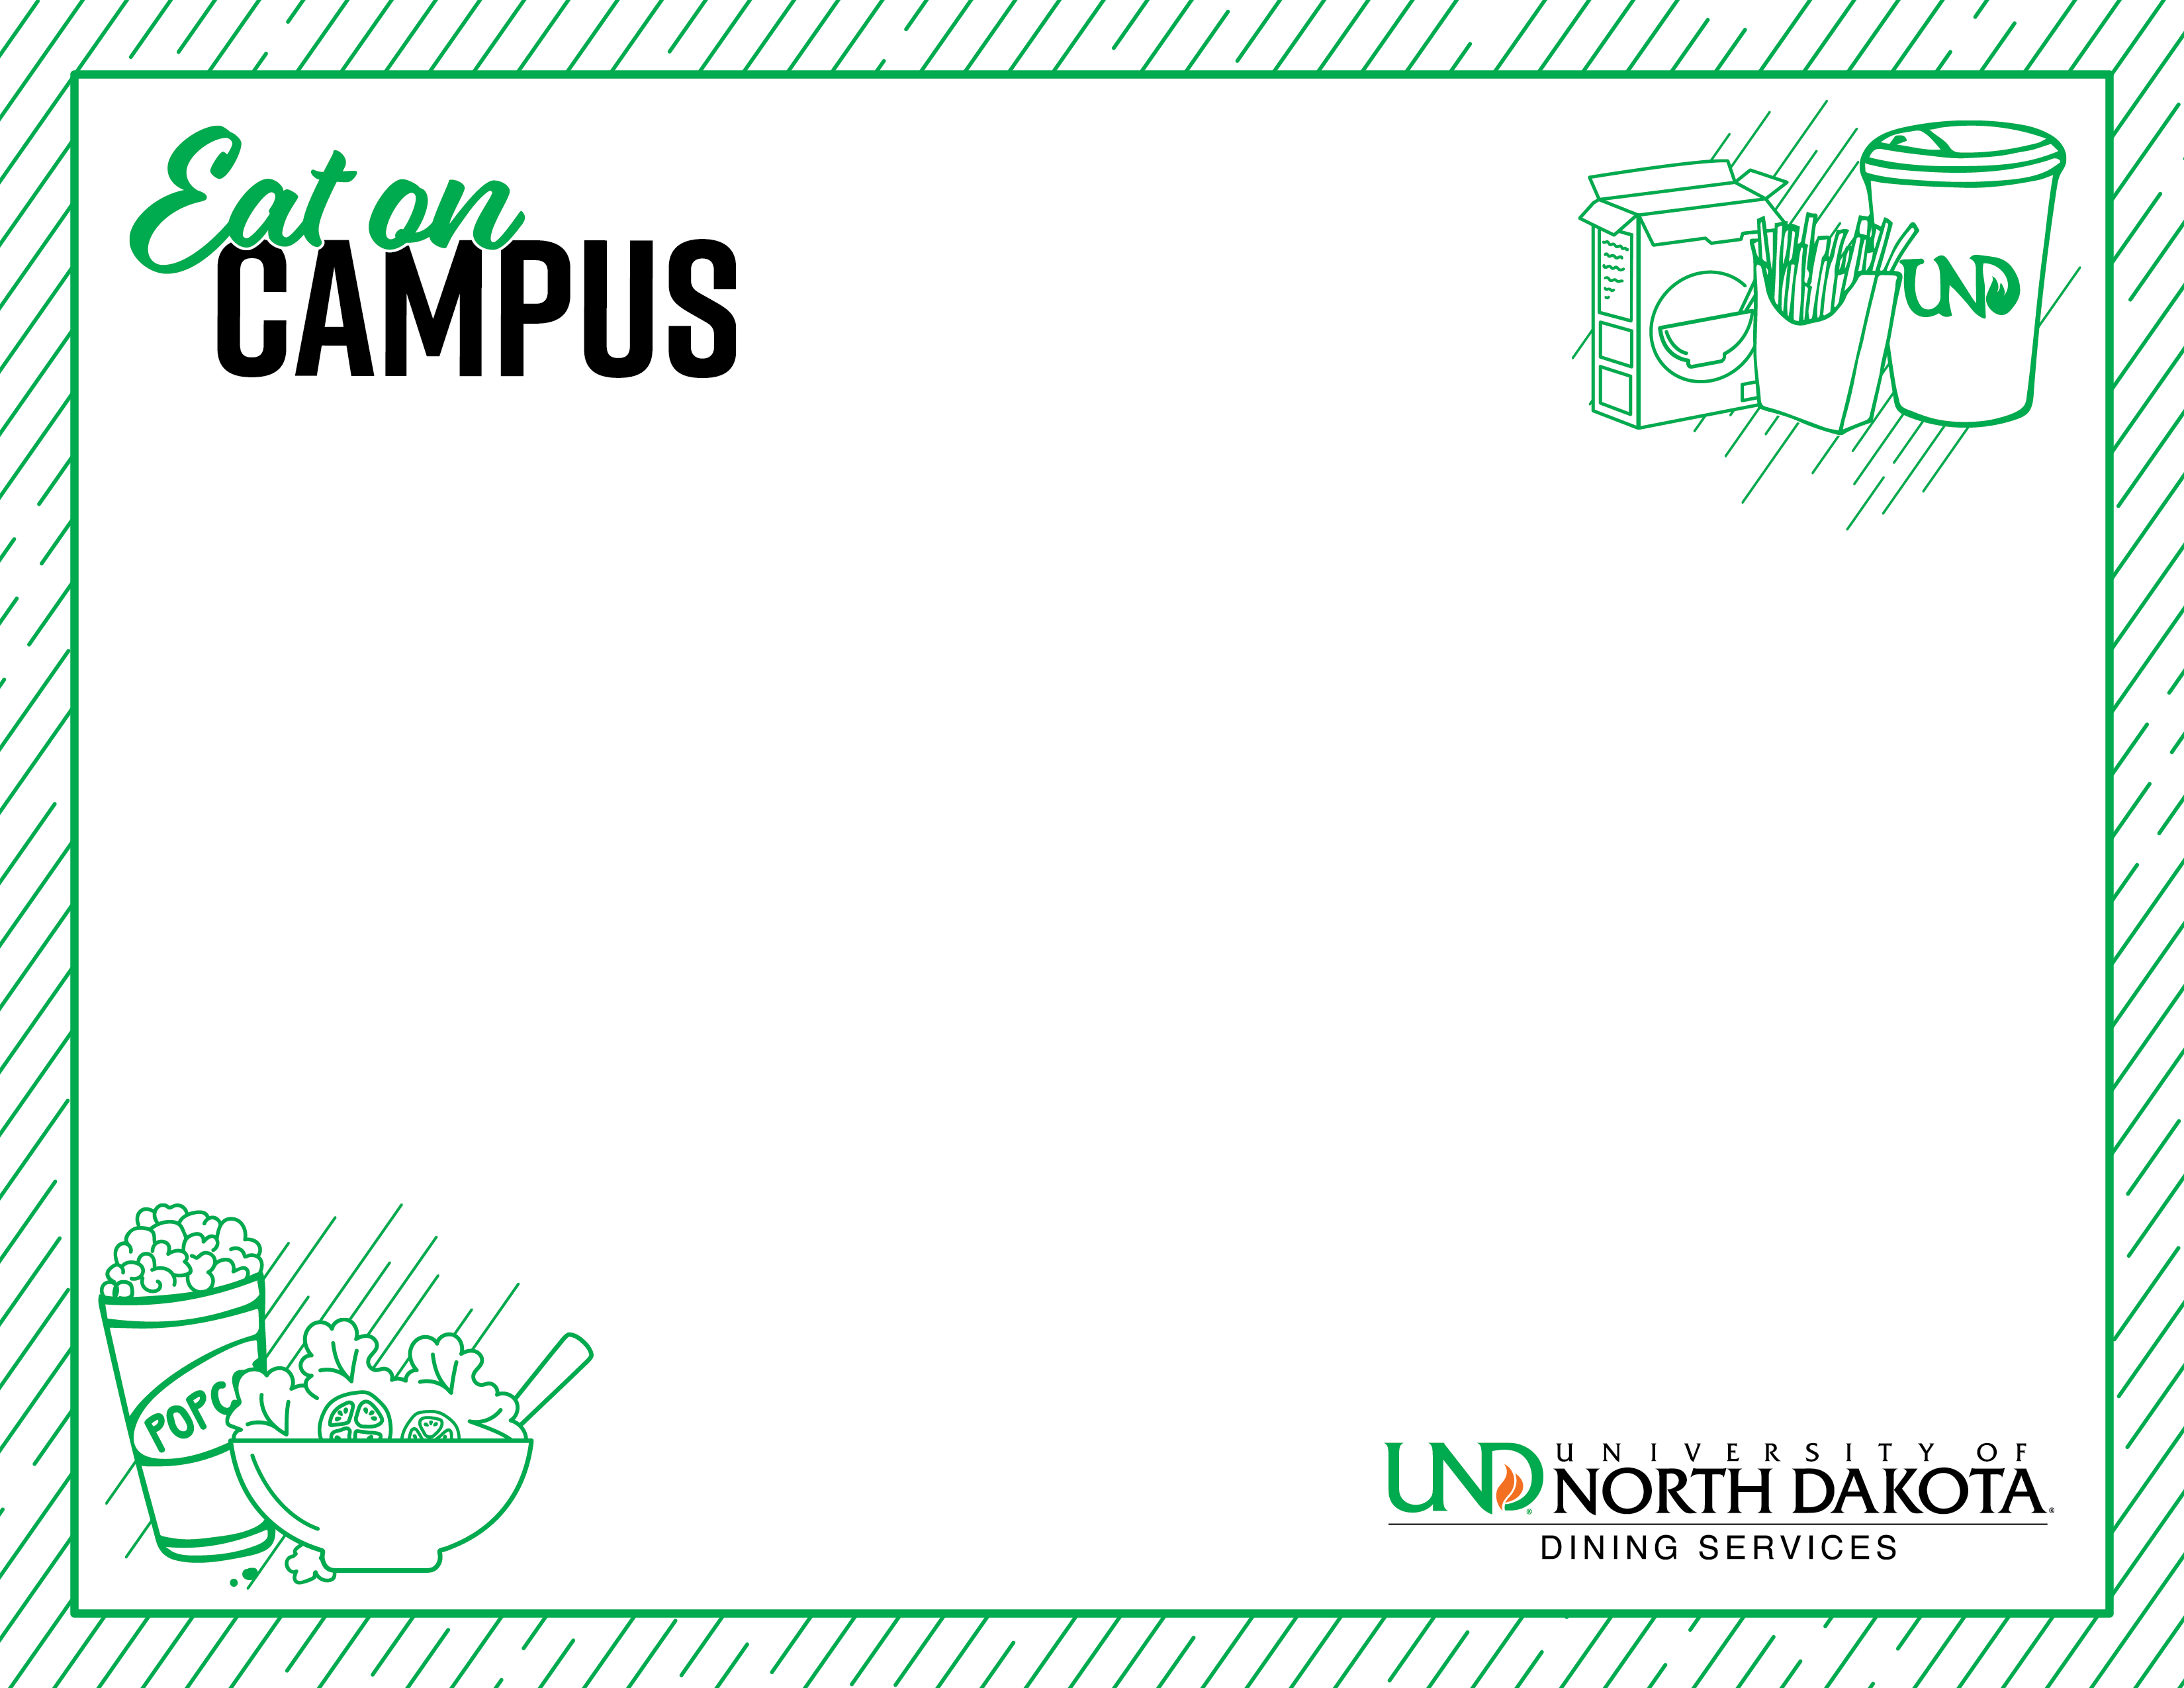 Eat on
CAMPUS
UND
POPC
UND®
UNIVERSITY OF
NORTH DAKOTA®
DINING SERVICES